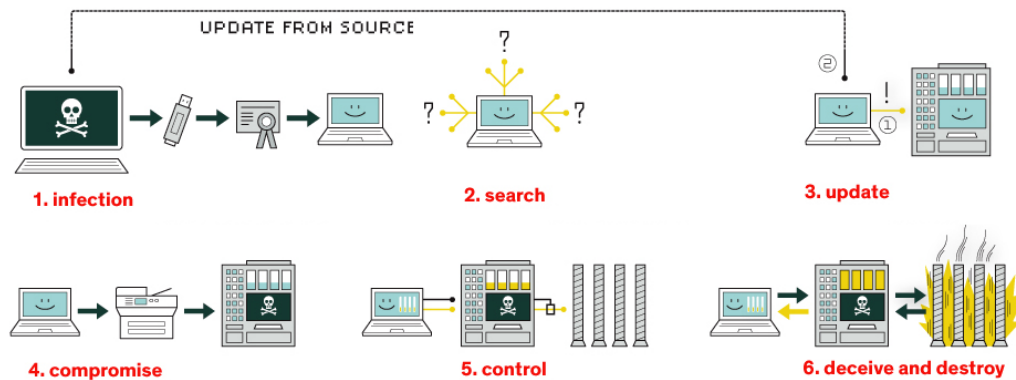 UPDATE FROM SOURCE
?
? ?
!
② ①
1. infection
2. search
3. update
4. compromise
5. control
6. deceive and destroy